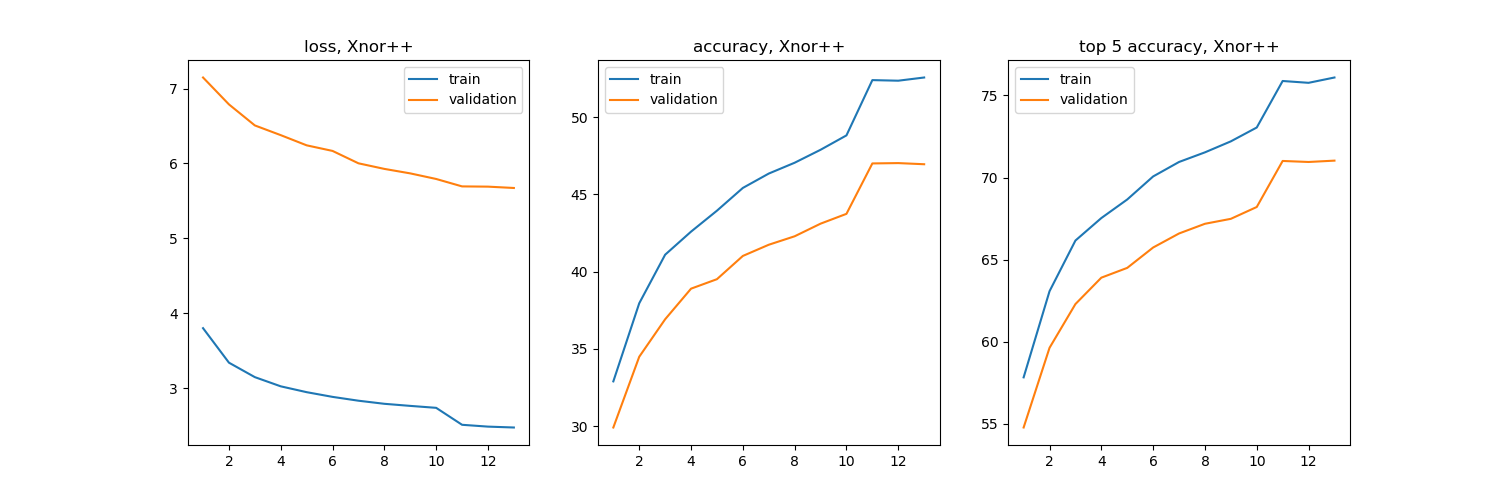 loss, Xnor++
train
validation
7
6
5
4
3
2 4 6 8 10 12
accuracy, Xnor++
train
validation
50
45
40
35
30
2 4 6 8 10 12
top 5 accuracy, Xnor++
train
validation
75
70
65
60
55
2 4 6 8 10 12